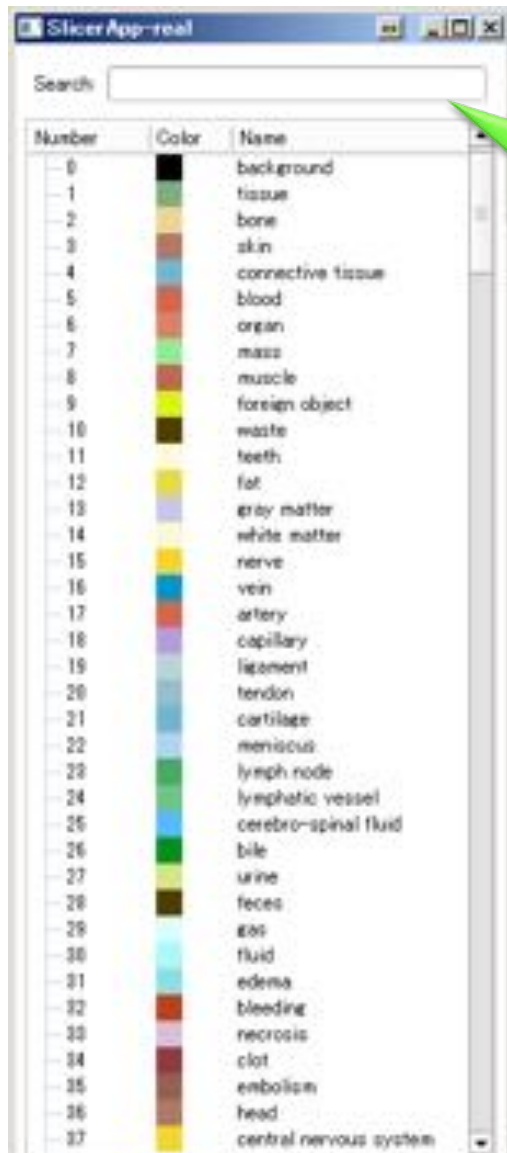 SlicerApp-real
Search:
Number Color Name
0 background
1 tissue
2 bone
3 skin
4 connective tissue
5 blood
6 organ
7 mass
8 muscle
9 foreign object
10 waste
11 teeth
12 fat
13 gray matter
14 white matter
15 nerve
16 vein
17 artery
18 capillary
19 ligament
20 tendon
21 cartilage
22 meniscus
23 lymph node
24 lymphatic vessel
25 cerebro-spinal fluid
26 bile
27 urine
28 feces
29 gas
30 fluid
31 edema
32 bleeding
33 necrosis
34 clot
35 embolism
36 head
37 central nervous system